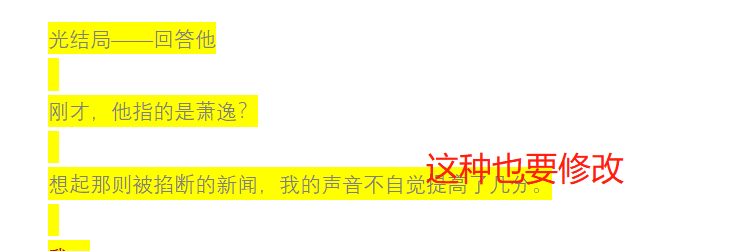 光结局——回答他
刚才，他指的是萧逸？
这种也要修改
想起那则被掐断的新闻，我的声音不自觉提高了几分。